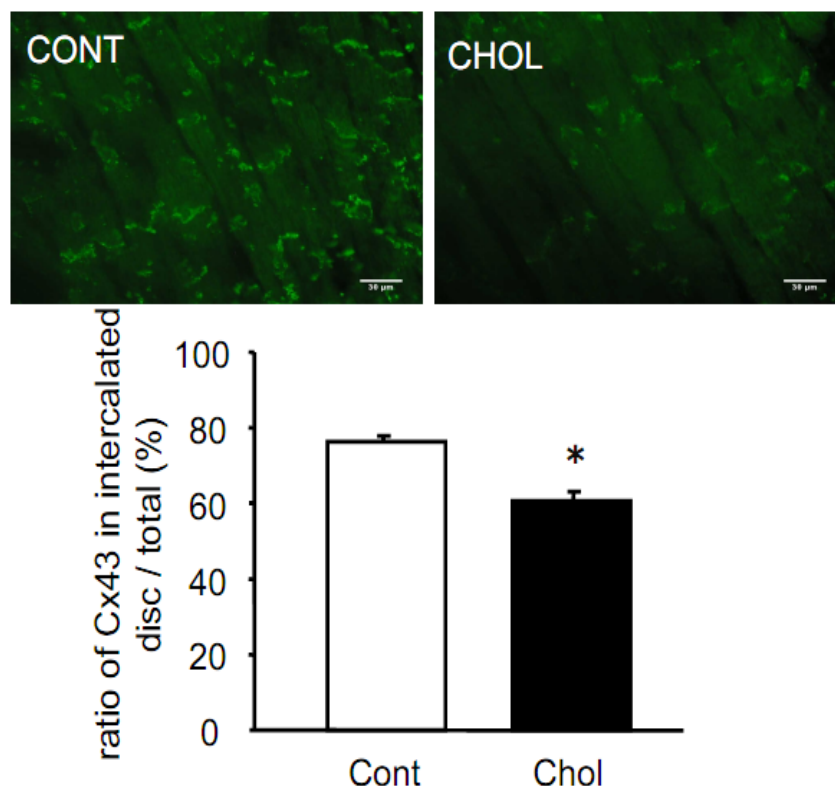 CONT
CHOL
30 µm
30 µm
ratio of Cx43 in intercalated
disc / total (%)
100
80
60
40
20
0
*
Cont
Chol